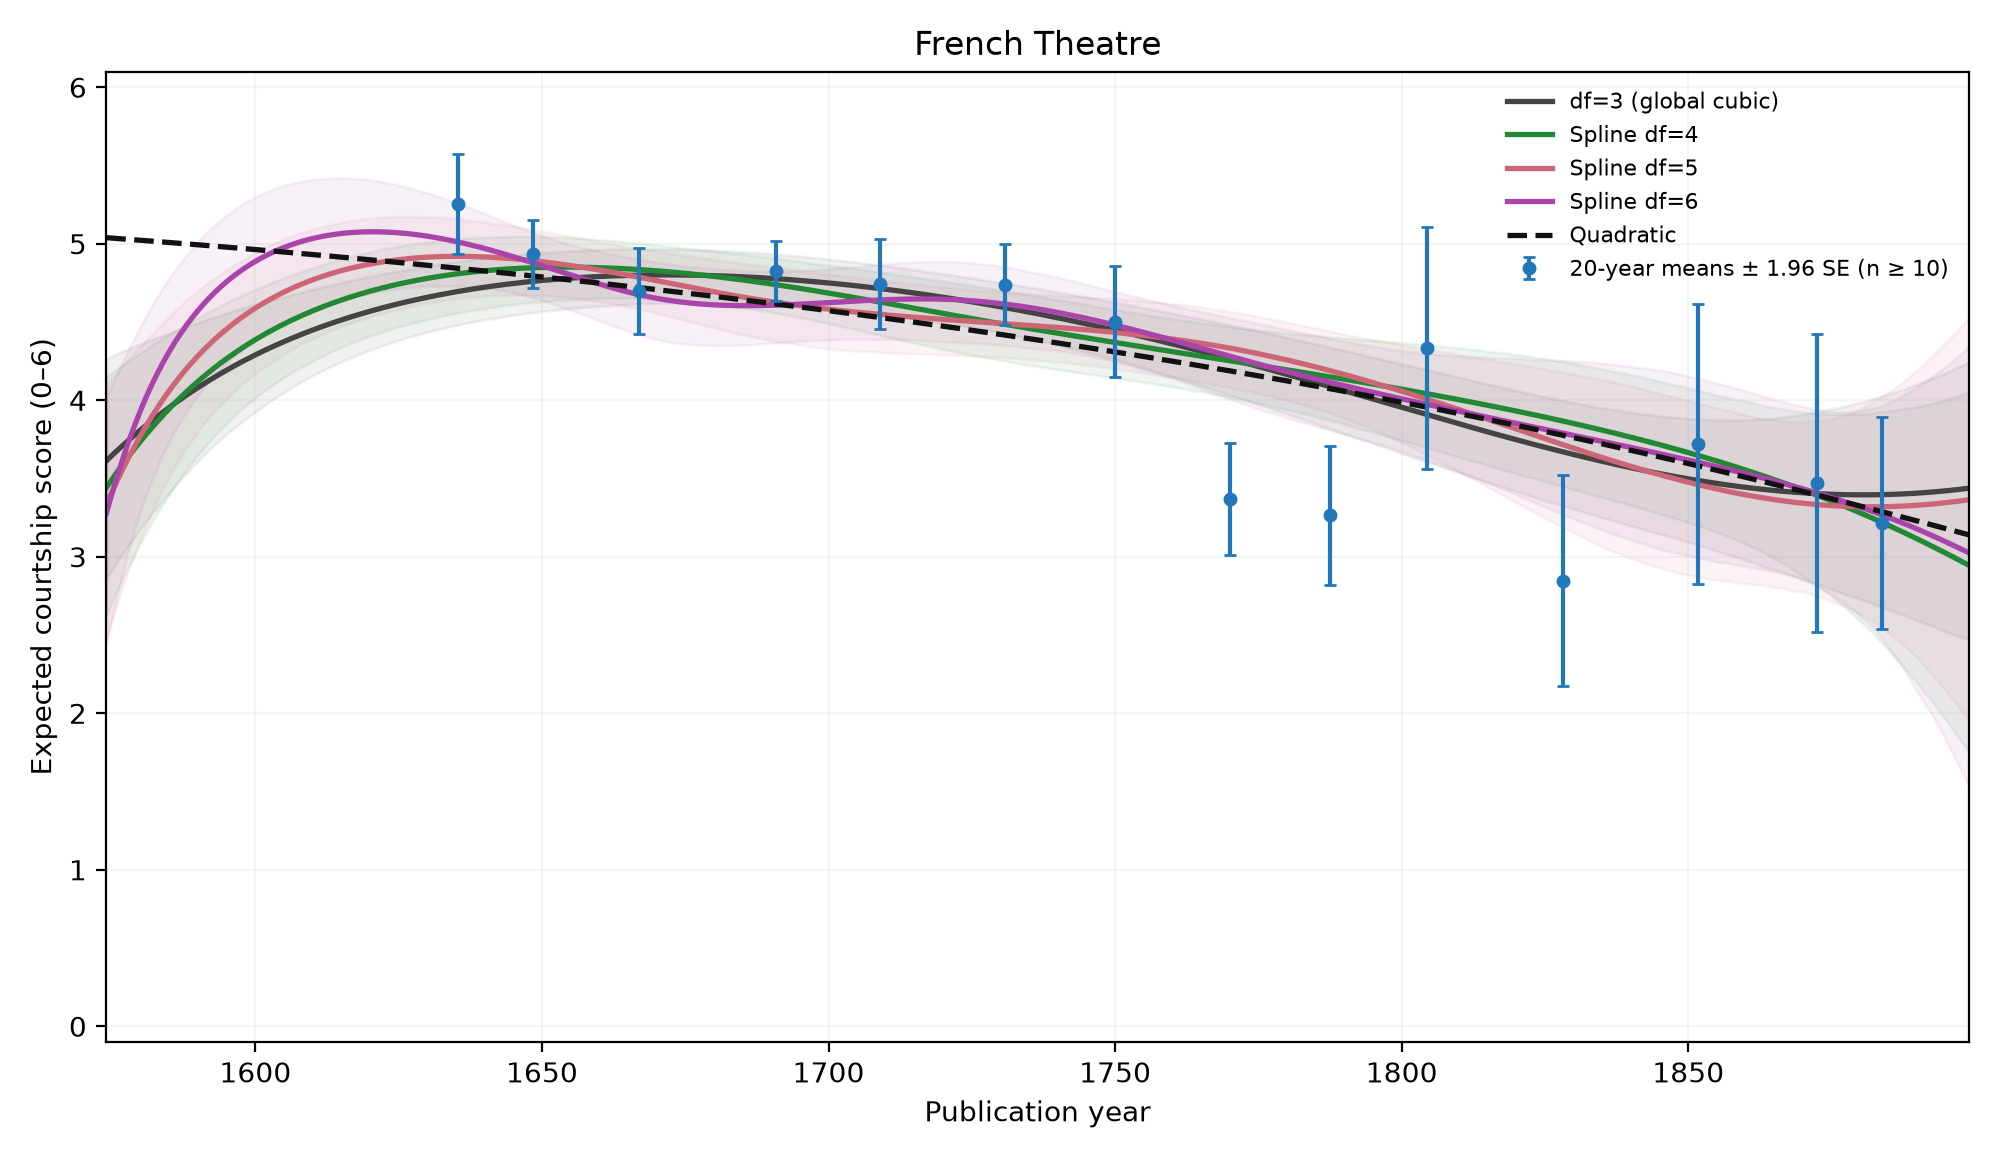 French Theatre
6
5
4
3
2
1
0
Expected courtship score (0–6)
df=3 (global cubic)
Spline df=4
Spline df=5
Spline df=6
Quadratic
20-year means ± 1.96 SE (n ≥ 10)
1600 1650 1700 1750 1800 1850
Publication year